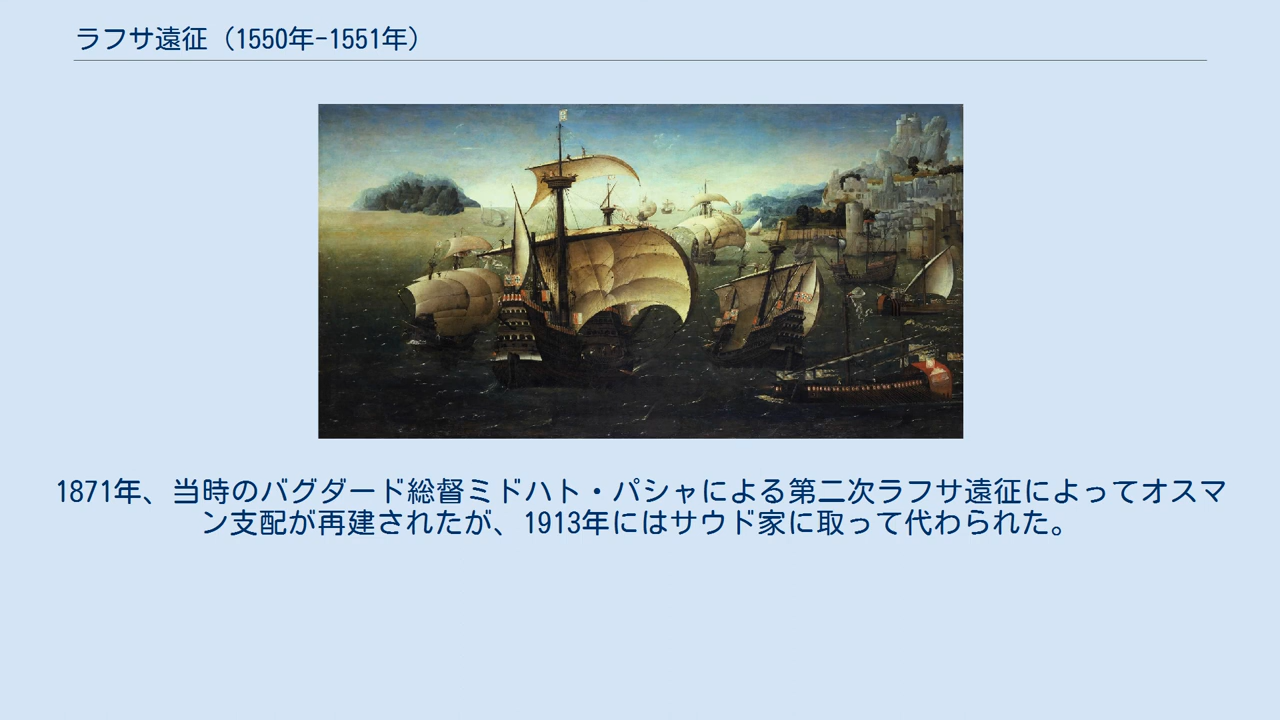 ラフサ遠征（1550年-1551年）
1871年、当時のバグダード総督ミドハト・パシャによる第二次ラフサ遠征によってオスマ
ン支配が再建されたが、1913年にはサウド家に取って代わられた。